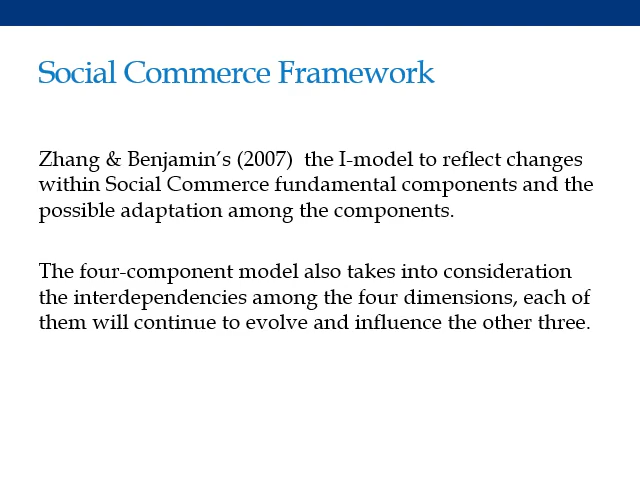 Social Commerce Framework
Zhang & Benjamin’s (2007)  the I-model to reflect changes
within Social Commerce fundamental components and the
possible adaptation among the components.
The four-component model also takes into consideration
the interdependencies among the four dimensions, each of
them will continue to evolve and influence the other three.